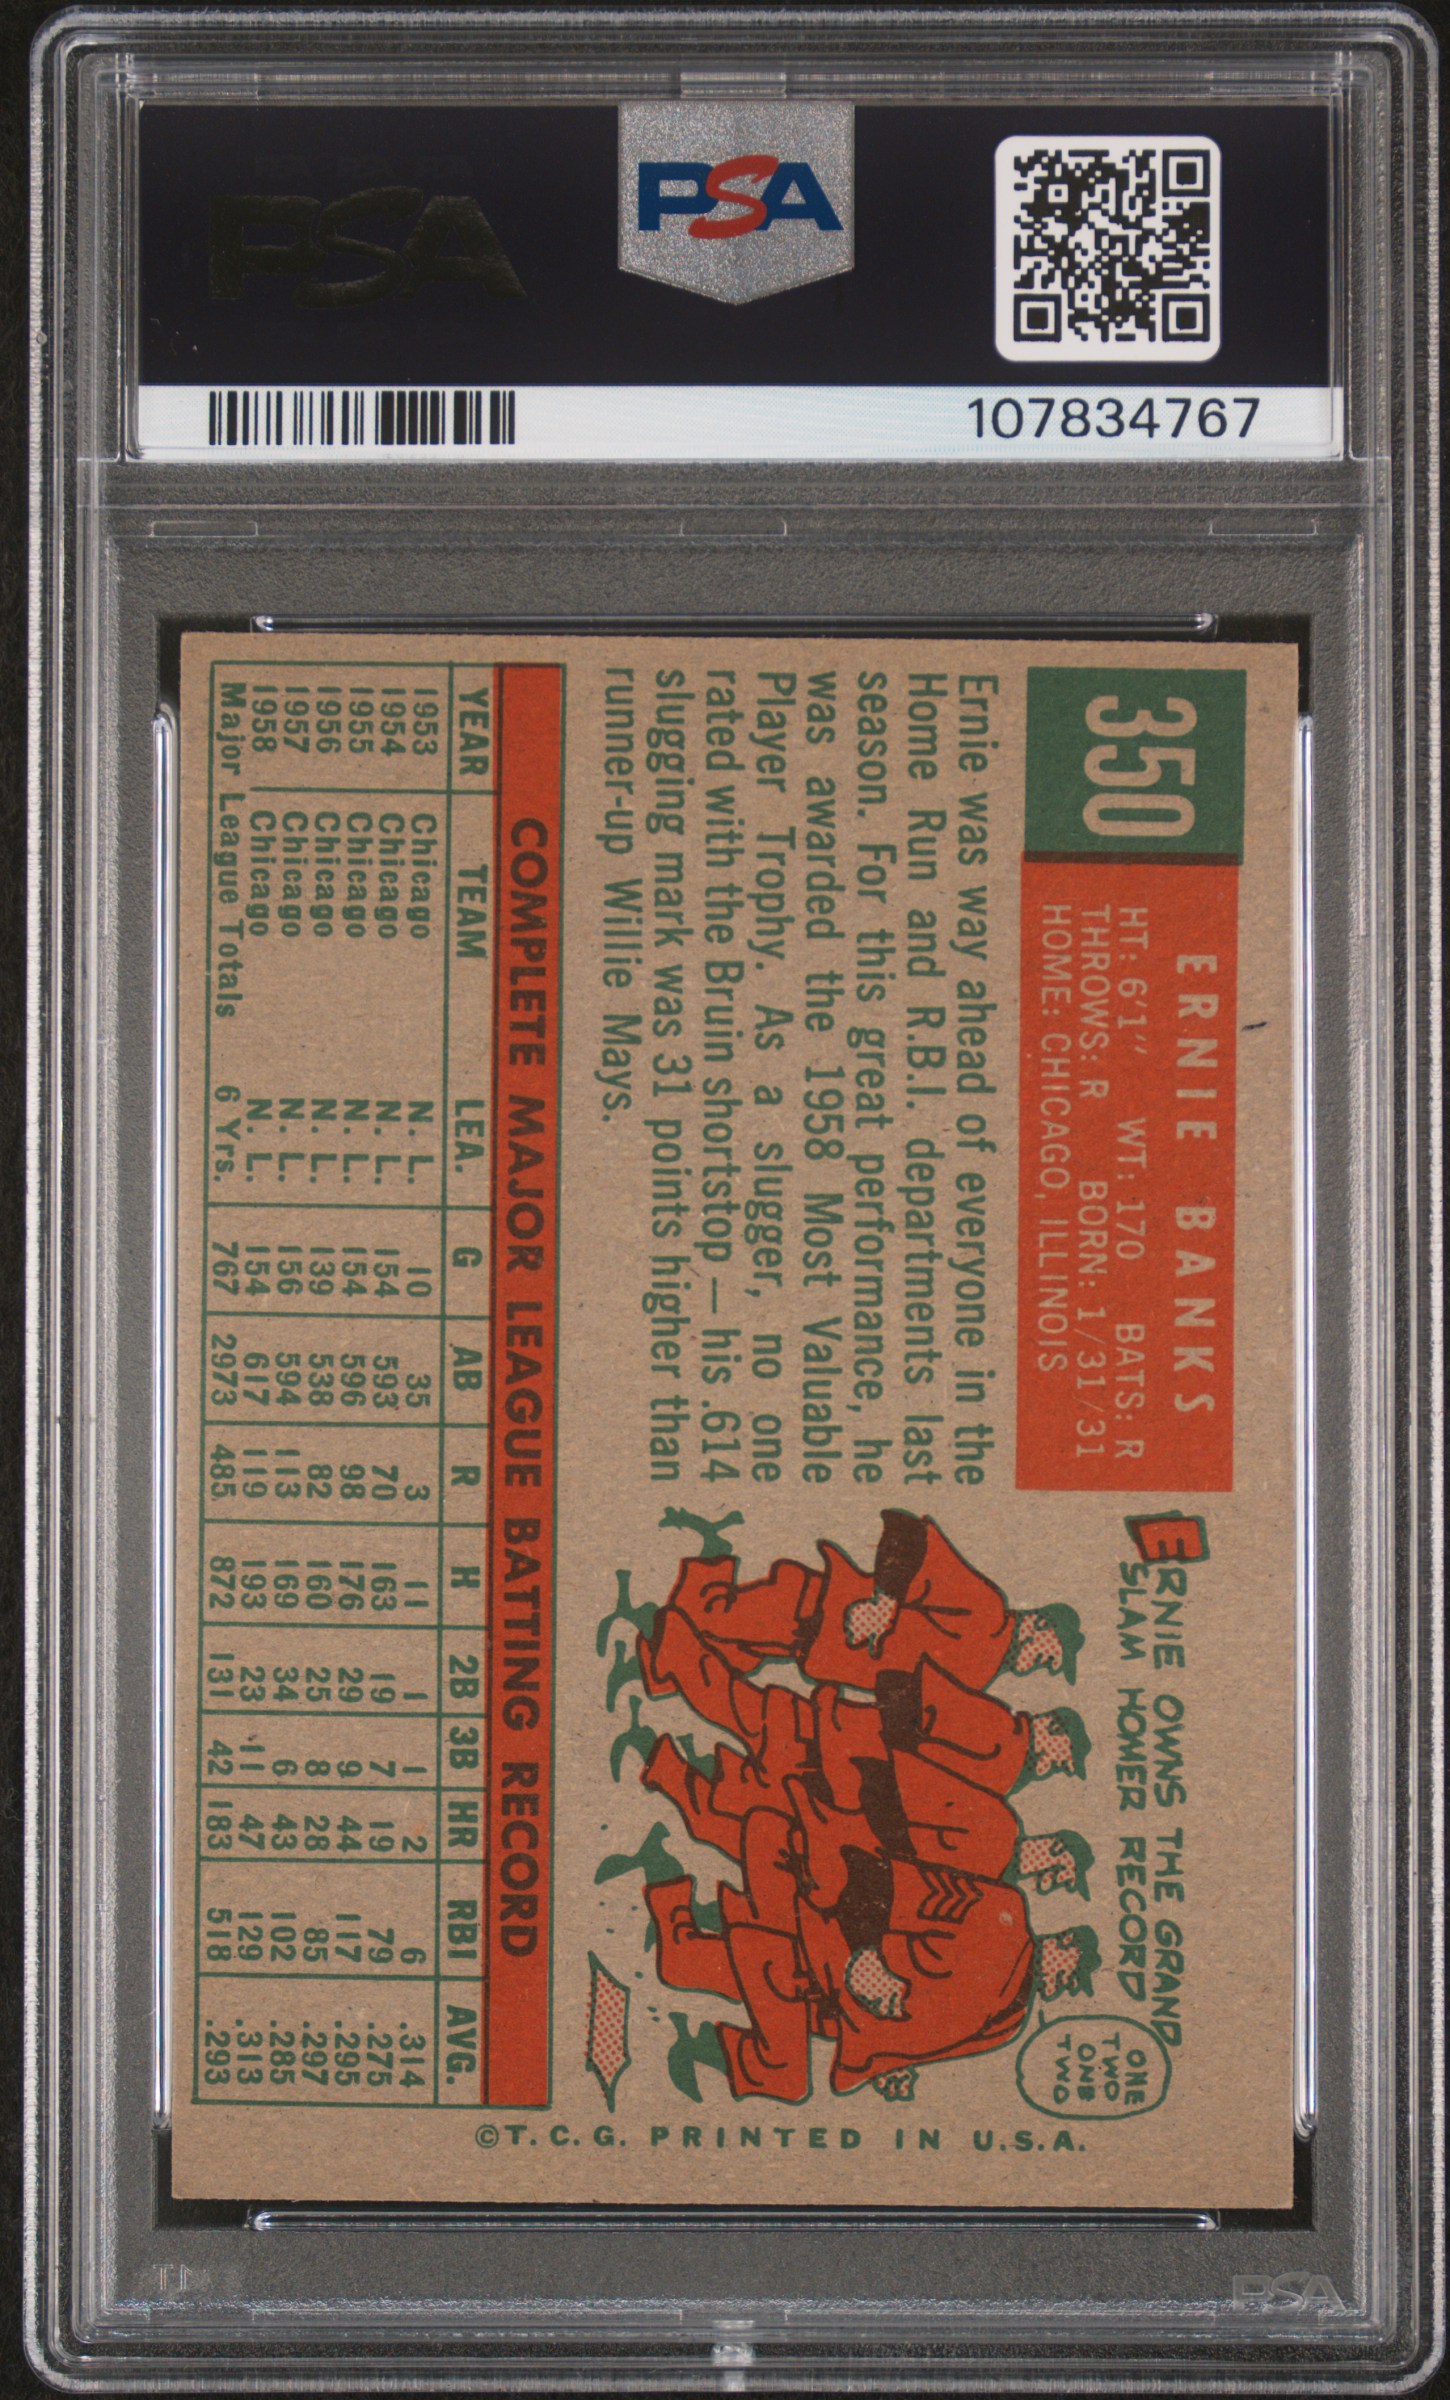 PSA
PSA
107834767
350
ERNIE BANKS
HT: 6'1" WT: 170 BATS: R
THROWS: R BORN: 1/31/31
HOME: CHICAGO, ILLINOIS
Ernie was way ahead of everyone in the
Home Run and R.B.I. departments last
season. For this great performance, he
was awarded the 1958 Most Valuable
Player Trophy. As a slugger, no one
rated with the Bruin shortstop—his .614
slugging mark was 31 points higher than
runner-up Willie Mays.
ERNIE OWNS THE GRAND
SLAM HOMER RECORD
ONE
TWO
ONE
TWO
COMPLETE MAJOR LEAGUE BATTING RECORD
YEAR TEAM LEA. G AB R H 2B 3B HR RBI AVG.
1953 Chicago N. L. 10 35 3 11 1 1 2 6 .314
1954 Chicago N. L. 154 593 70 163 19 7 19 79 .275
1955 Chicago N. L. 154 596 98 176 29 9 44 117 .295
1956 Chicago N. L. 139 538 82 160 25 8 28 85 .297
1957 Chicago N. L. 156 594 113 169 34 6 43 102 .285
1958 Chicago N. L. 154 617 119 193 23 11 47 129 .313
Major League Totals 6 Yrs. 767 2973 485 872 131 42 183 518 .293
©T.C.G. PRINTED IN U.S.A.
PSA